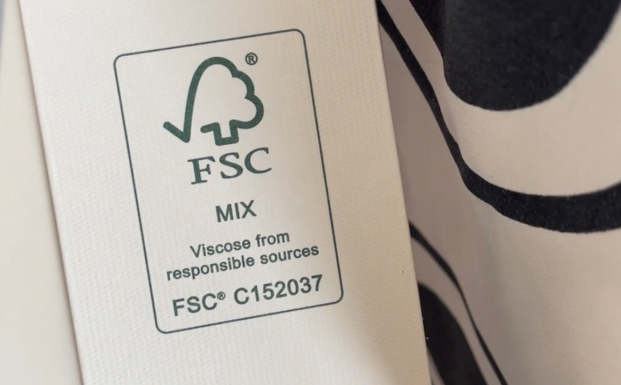 ®
FSC
MIX
Viscose from
responsible sources
FSC® C152037